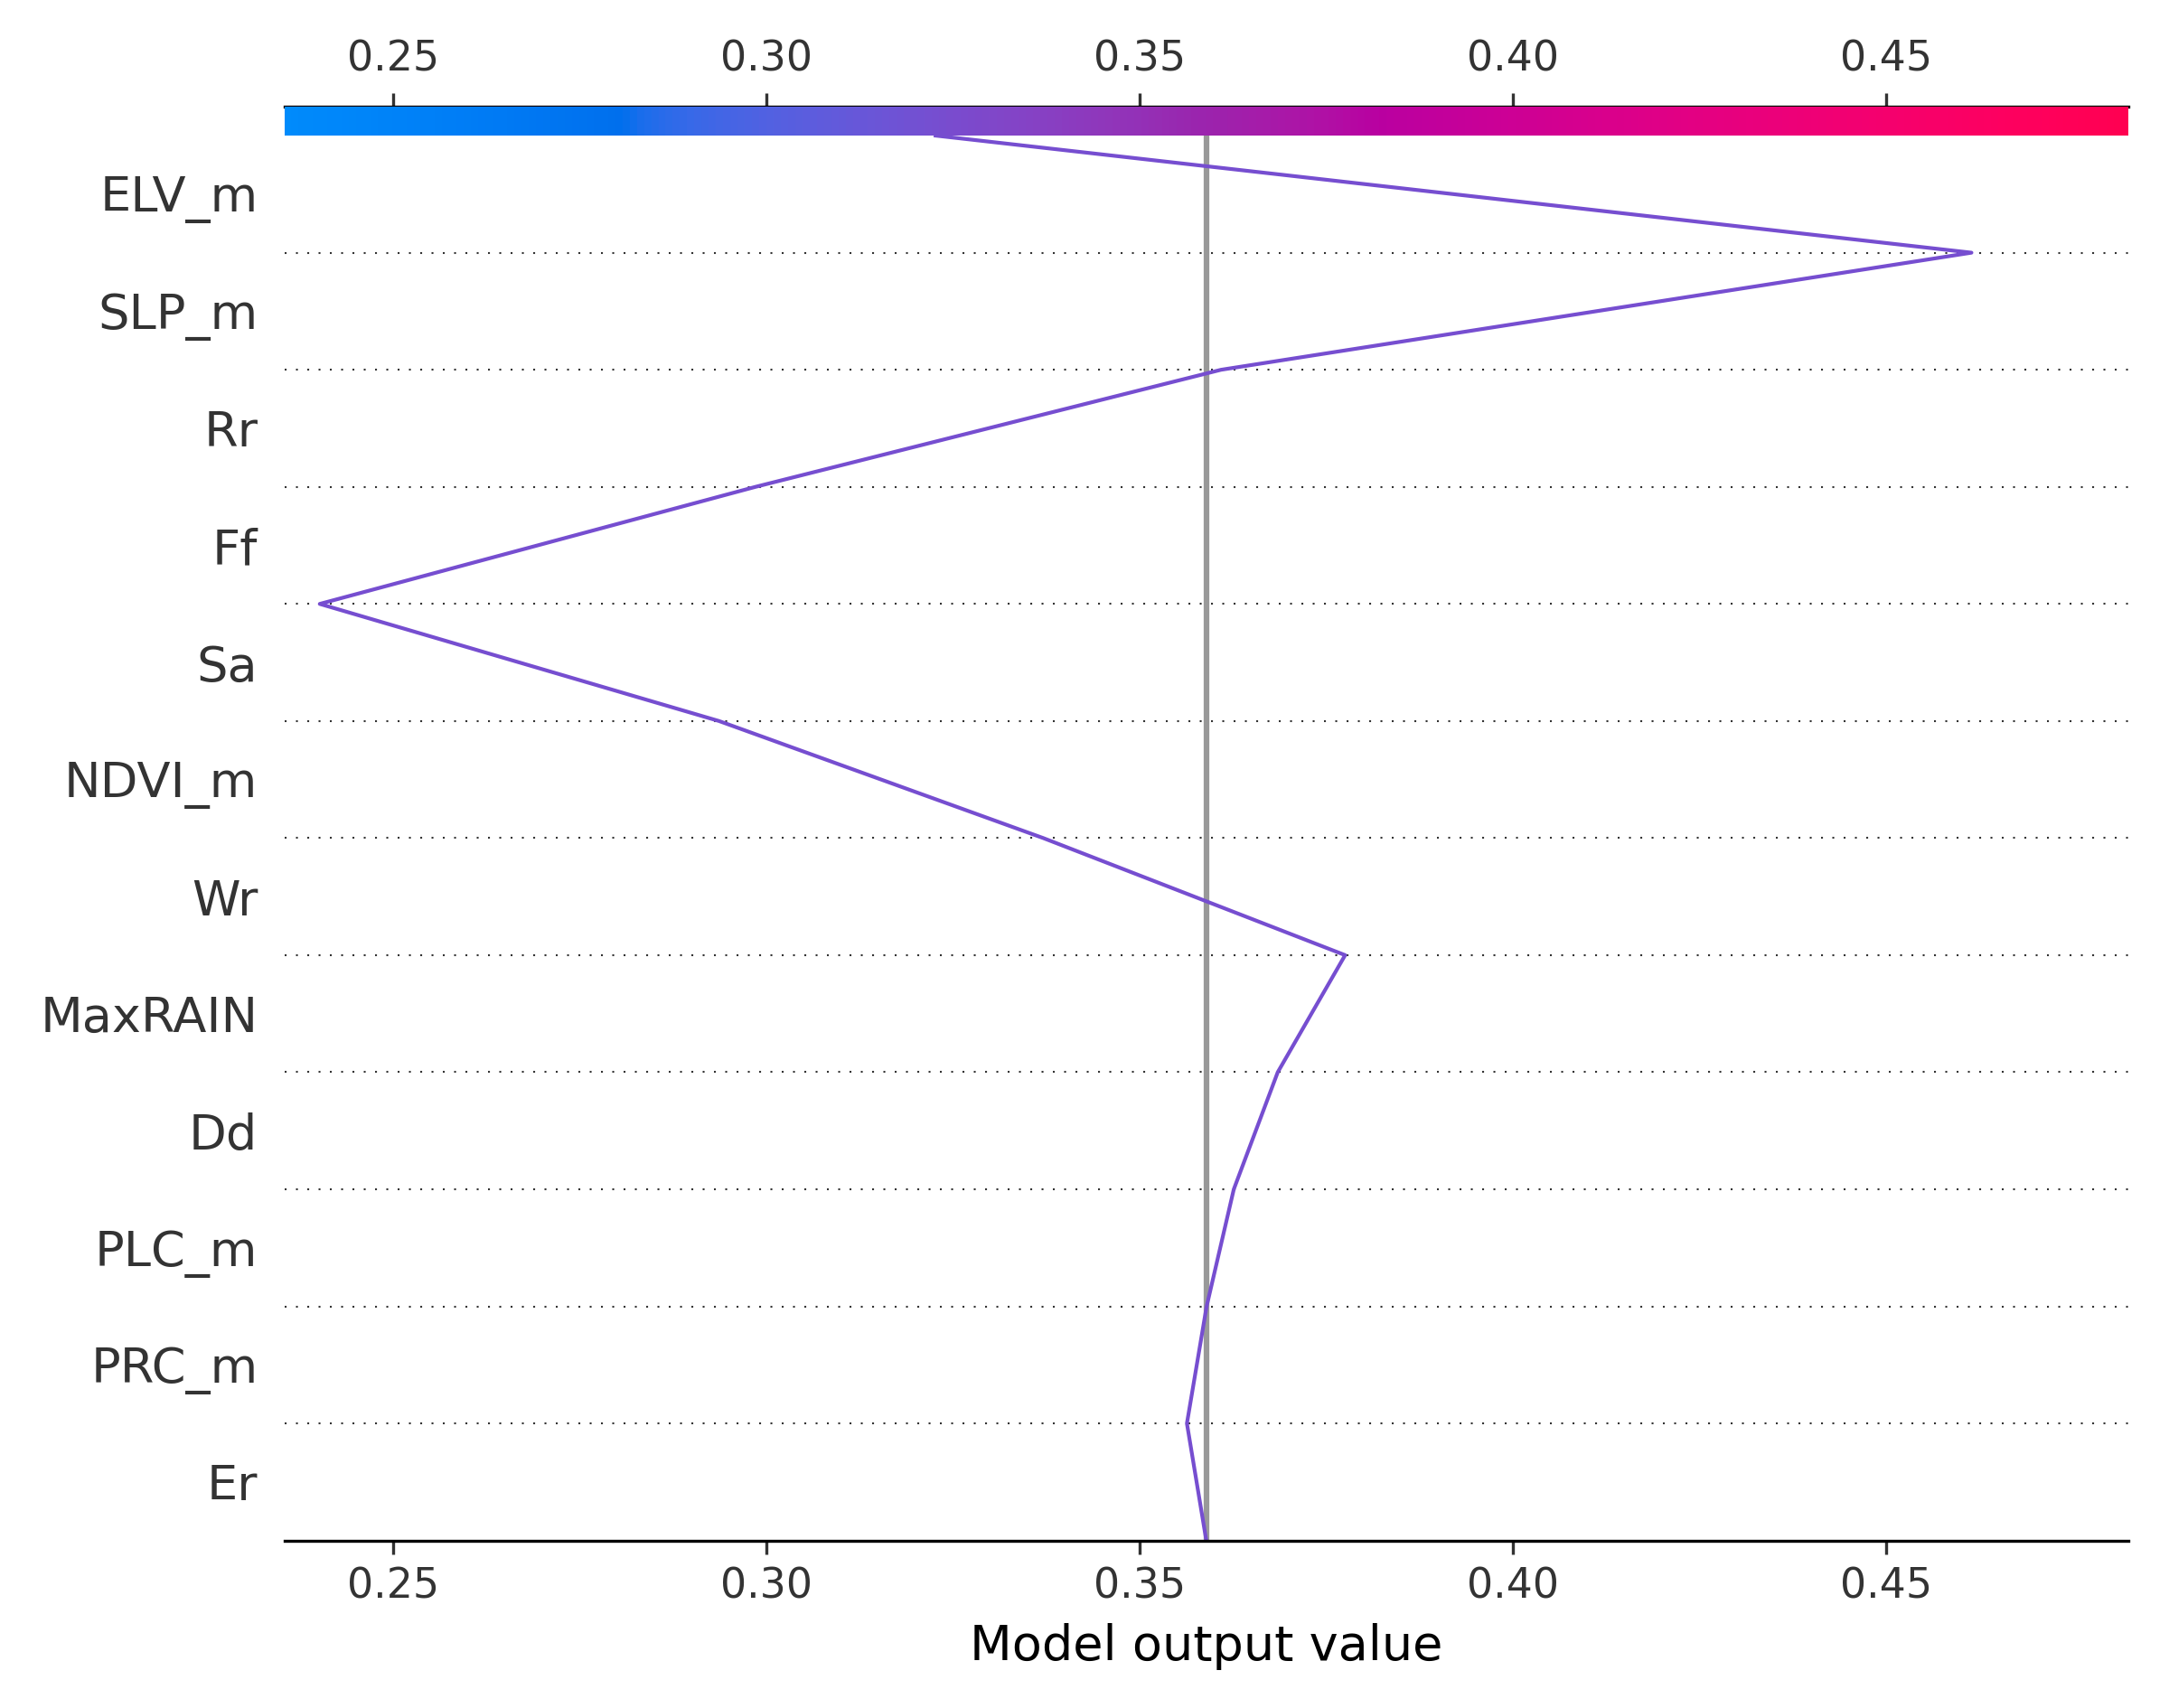 0.25 0.30 0.35 0.40 0.45
ELV_m
SLP_m
Rr
Ff
Sa
NDVI_m
Wr
MaxRAIN
Dd
PLC_m
PRC_m
Er
0.25 0.30 0.35 0.40 0.45
Model output value